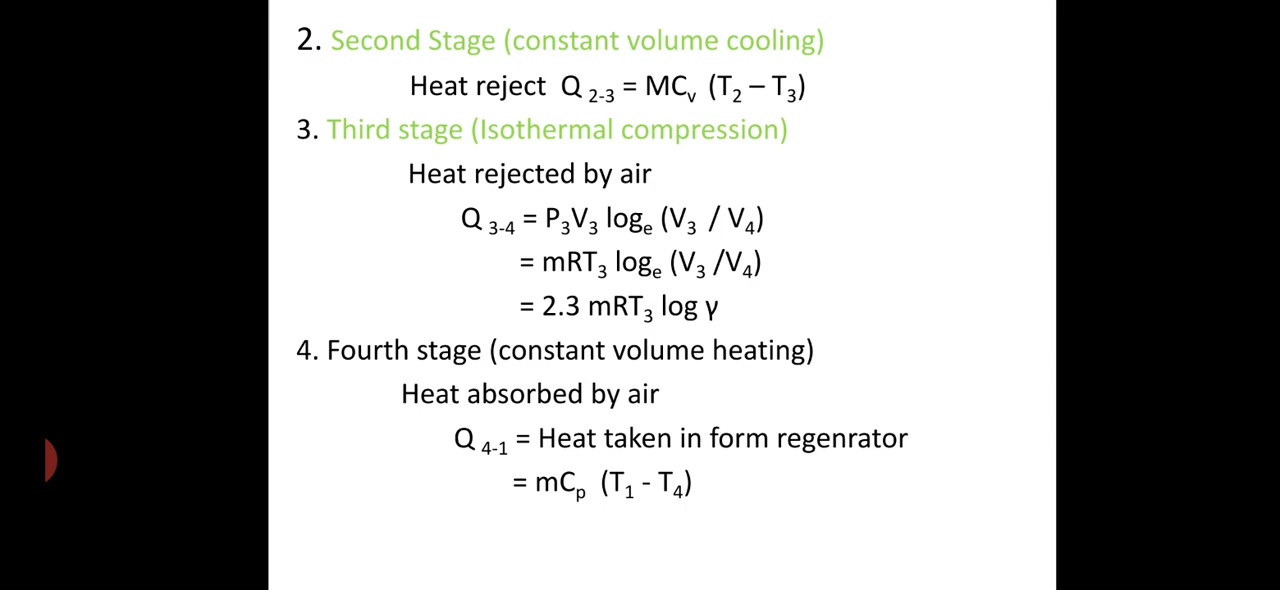 2. Second Stage (constant volume cooling)
Heat reject Q 2-3 = MCv (T2 – T3)
3. Third stage (Isothermal compression)
Heat rejected by air
Q 3-4 = P3V3 loge (V3 / V4)
= mRT3 loge (V3 /V4)
= 2.3 mRT3 log γ
4. Fourth stage (constant volume heating)
Heat absorbed by air
Q 4-1 = Heat taken in form regenrator
= mCp (T1 - T4)